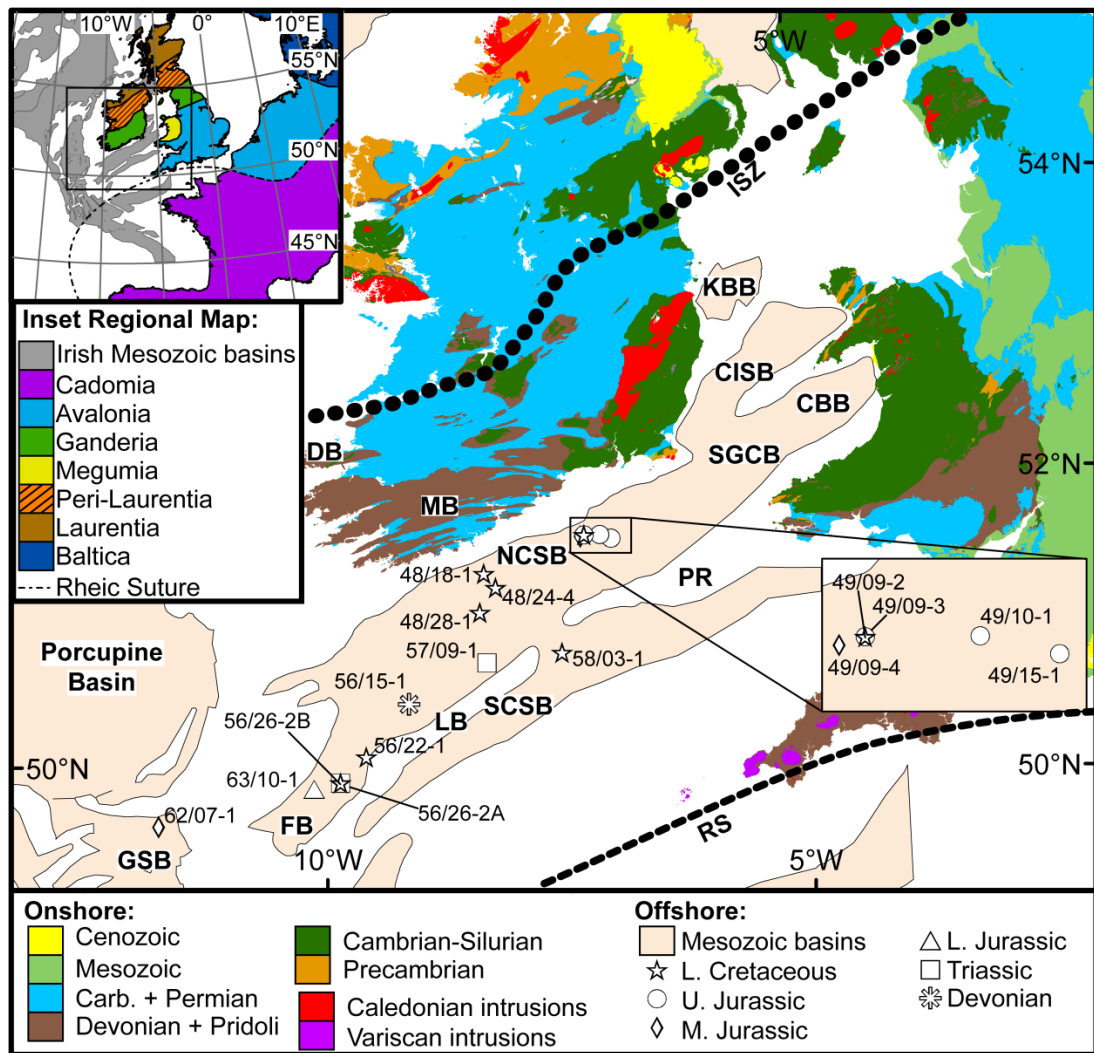 10°W
0°
10°E
55°N
50°N
45°N
5°W
54°N
ISZ
Inset Regional Map:
Irish Mesozoic basins
Cadomia
Avalonia
Ganderia
Megumia
Peri-Laurentia
Laurentia
Baltica
Rheic Suture
KBB
CISB
CBB
SGCB
DB
52°N
MB
NCSB
PR
48/18-1
48/24-4
48/28-1
57/09-1
58/03-1
49/09-2
49/09-3
49/10-1
49/09-4
49/15-1
Porcupine
Basin
56/15-1
LB
SCSB
56/26-2B
56/22-1
50°N
63/10-1
50°N
62/07-1
56/26-2A
FB
RS
GSB
10°W
5°W
Onshore:
Cenozoic
Mesozoic
Carb. + Permian
Devonian + Pridoli
Cambrian-Silurian
Precambrian
Caledonian intrusions
Variscan intrusions
Offshore:
Mesozoic basins
L. Cretaceous
U. Jurassic
M. Jurassic
L. Jurassic
Triassic
Devonian